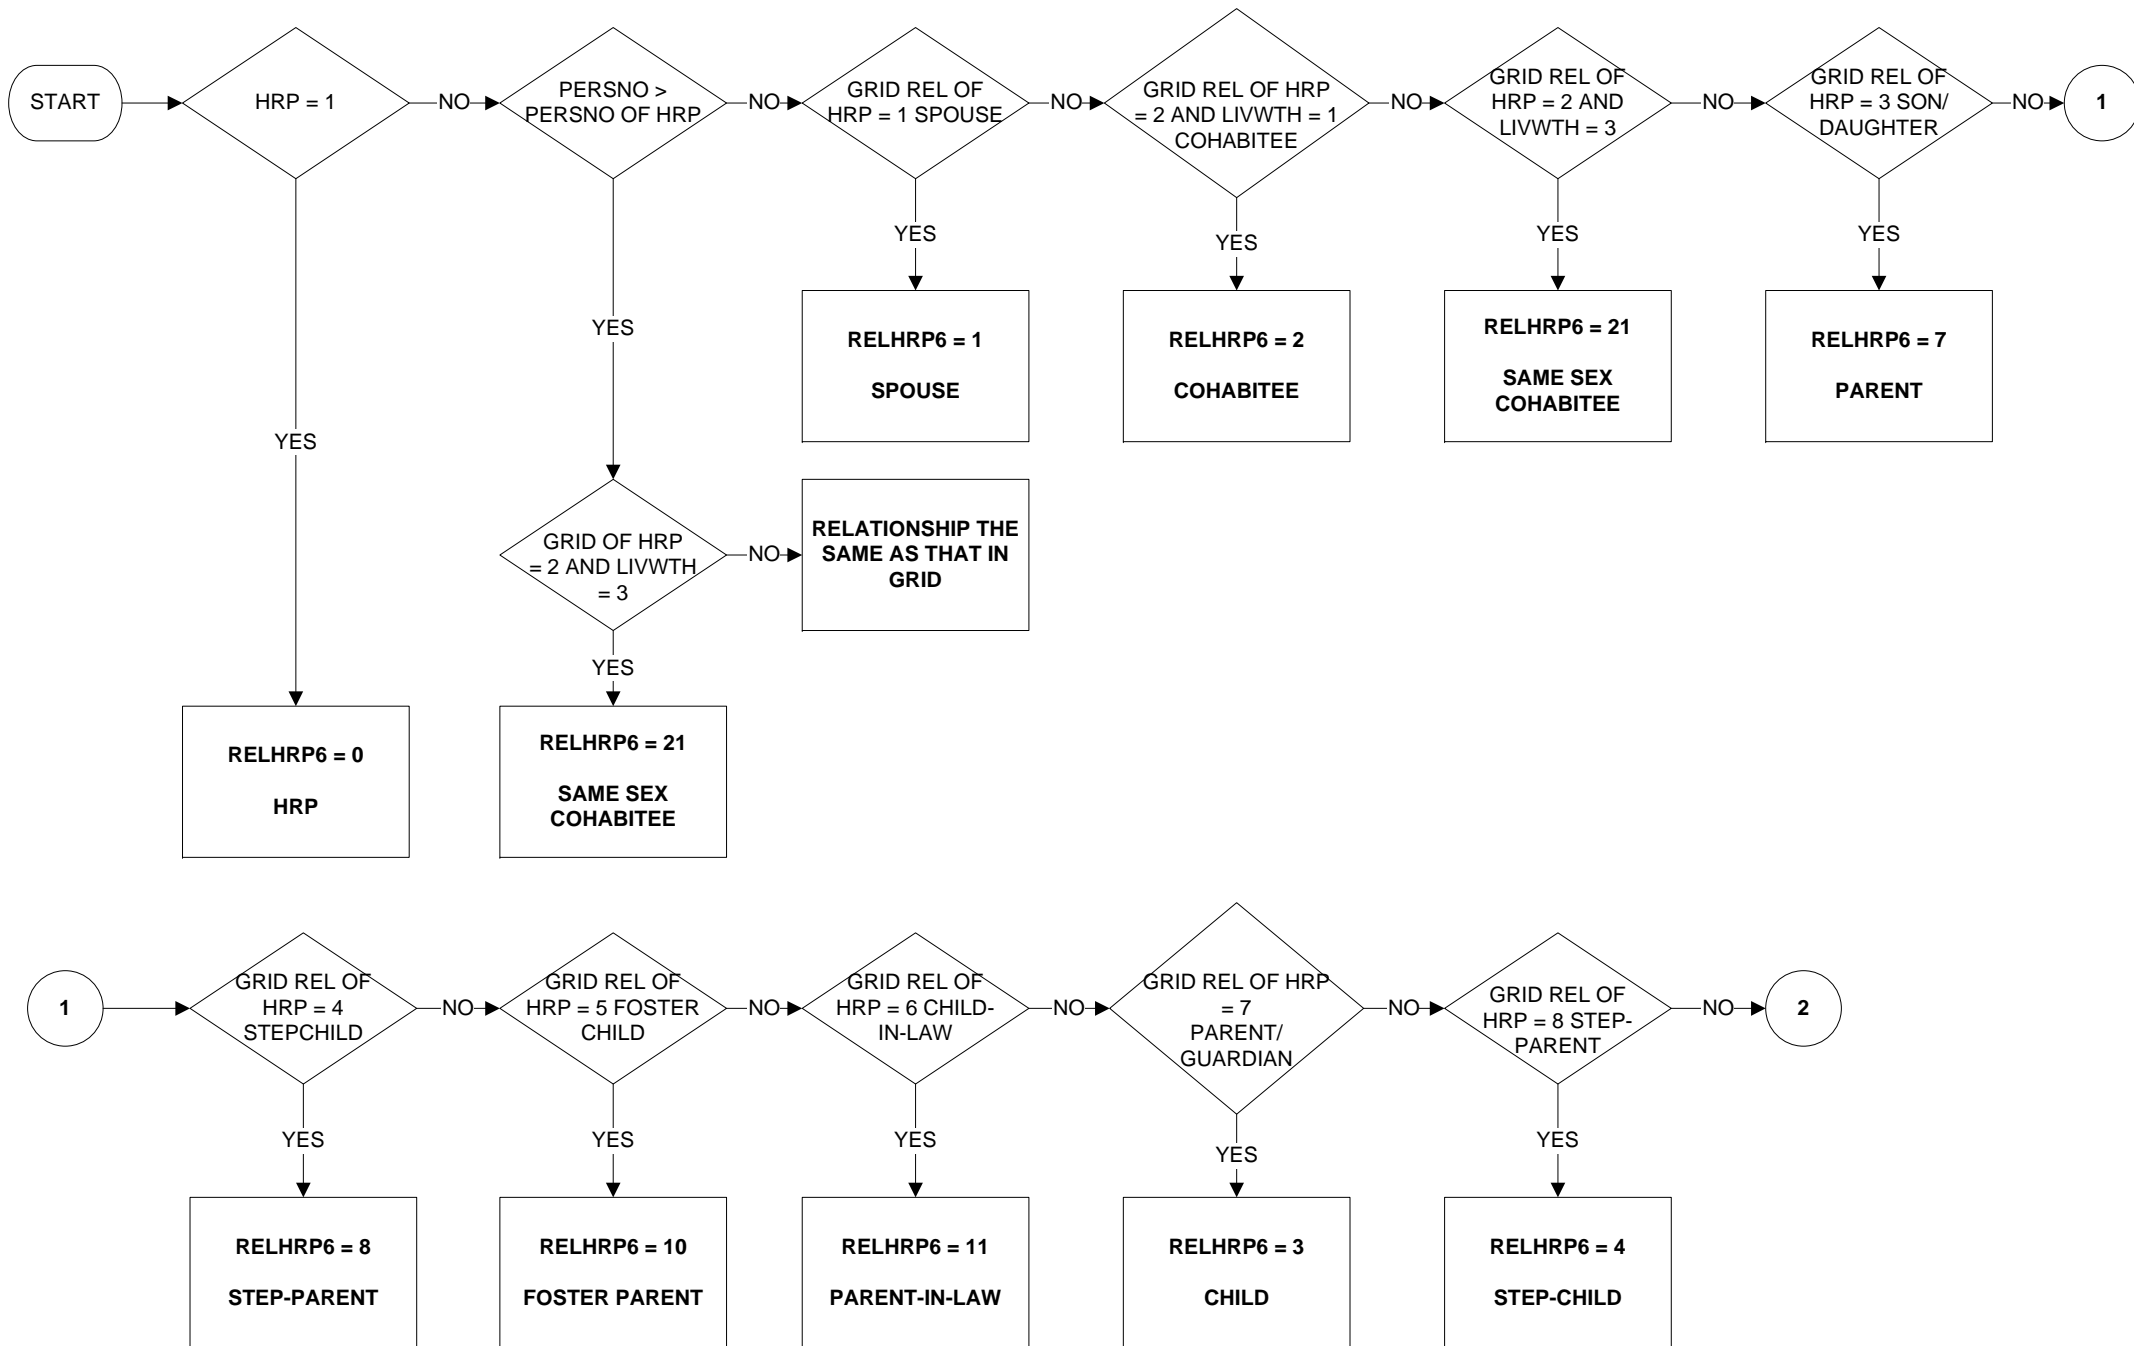 START
HRP = 1
NO
PERSNO >
PERSNO OF HRP
NO
GRID REL OF
HRP = 1 SPOUSE
NO
GRID REL OF HRP
= 2 AND LIVWTH = 1
COHABITEE
NO
GRID REL OF
HRP = 2 AND
LIVWTH = 3
NO
GRID REL OF
HRP = 3 SON/
DAUGHTER
NO
1
YES
YES
YES
YES
YES
YES
RELHRP6 = 1
SPOUSE
RELHRP6 = 2
COHABITEE
RELHRP6 = 21
SAME SEX
COHABITEE
RELHRP6 = 7
PARENT
GRID OF HRP
= 2 AND LIVWTH
= 3
NO
RELATIONSHIP THE
SAME AS THAT IN
GRID
YES
RELHRP6 = 0
HRP
RELHRP6 = 21
SAME SEX
COHABITEE
1
GRID REL OF
HRP = 4
STEPCHILD
NO
GRID REL OF
HRP = 5 FOSTER
CHILD
NO
GRID REL OF
HRP = 6 CHILD-
IN-LAW
NO
GRID REL OF HRP
= 7
PARENT/
GUARDIAN
NO
GRID REL OF
HRP = 8 STEP-
PARENT
NO
2
YES
YES
YES
YES
YES
RELHRP6 = 8
STEP-PARENT
RELHRP6 = 10
FOSTER PARENT
RELHRP6 = 11
PARENT-IN-LAW
RELHRP6 = 3
CHILD
RELHRP6 = 4
STEP-CHILD